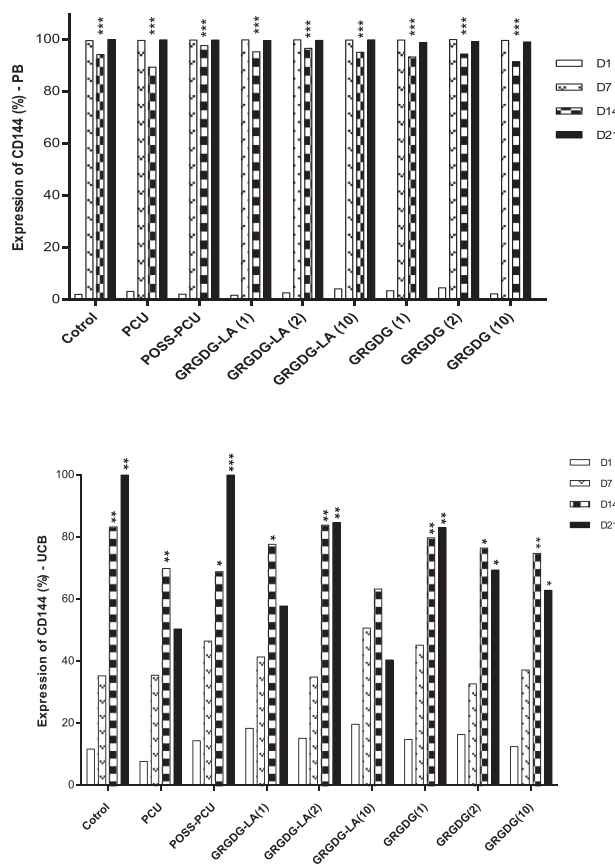 Expression of CD144 (%) - PB
100
80
60
40
20
0
*** *** *** *** *** *** *** *** ***
D1
D7
D14
D21
Cotrol
PCU
POSS-PCU
GRGDG-LA (1)
GRGDG-LA (2)
GRGDG-LA (10)
GRGDG (1)
GRGDG (2)
GRGDG (10)
Expression of CD144 (%) - UCB
100
80
60
40
20
0
** ** ** * *** * ** ** ** ** * * ** *
D1
D7
D14
D21
Cotrol
PCU
POSS-PCU
GRGDG-LA(1)
GRGDG-LA(2)
GRGDG-LA(10)
GRGDG(1)
GRGDG(2)
GRGDG(10)